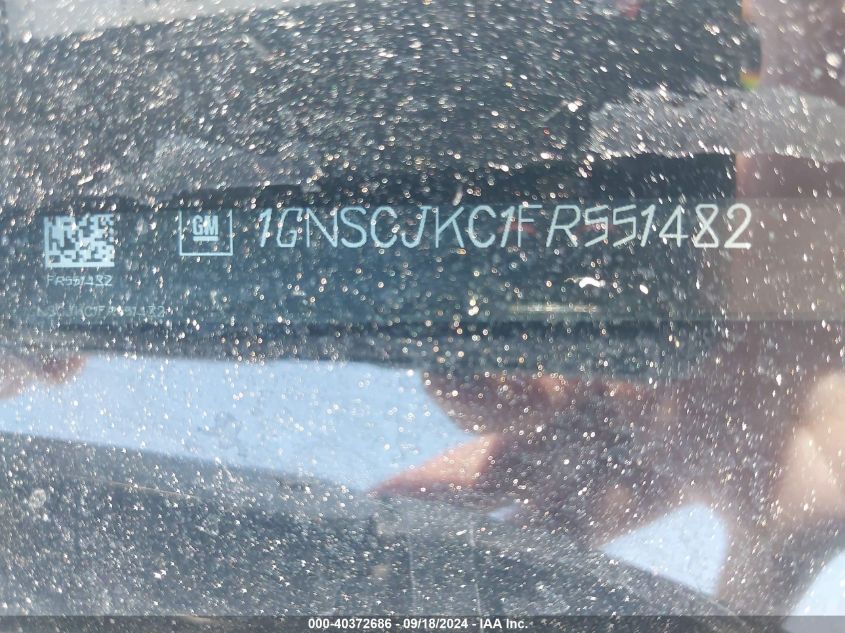 GM 1GNSCJKC1FR551482
FR551482
000-40372686 - 09/18/2024 - IAA Inc.